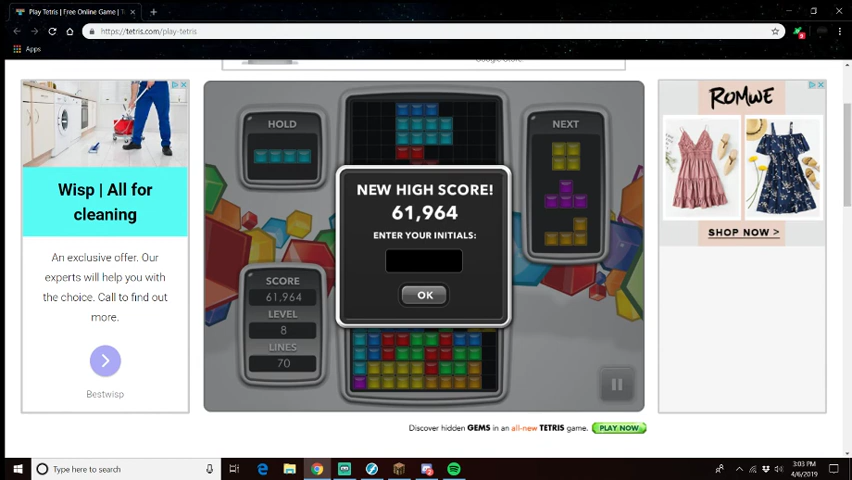 Play Tetris | Free Online Game | T
https://tetris.com/play-tetris
Apps
Google Store
Wisp | All for
cleaning
An exclusive offer. Our
experts will help you with
the choice. Call to find out
more.
Bestwisp
HOLD
NEXT
NEW HIGH SCORE!
61,964
ENTER YOUR INITIALS:
OK
SCORE
61,964
LEVEL
8
LINES
70
ROMWE
SHOP NOW >
Discover hidden GEMS in an all-new TETRIS game. PLAY NOW
Type here to search
3:03 PM
4/6/2019